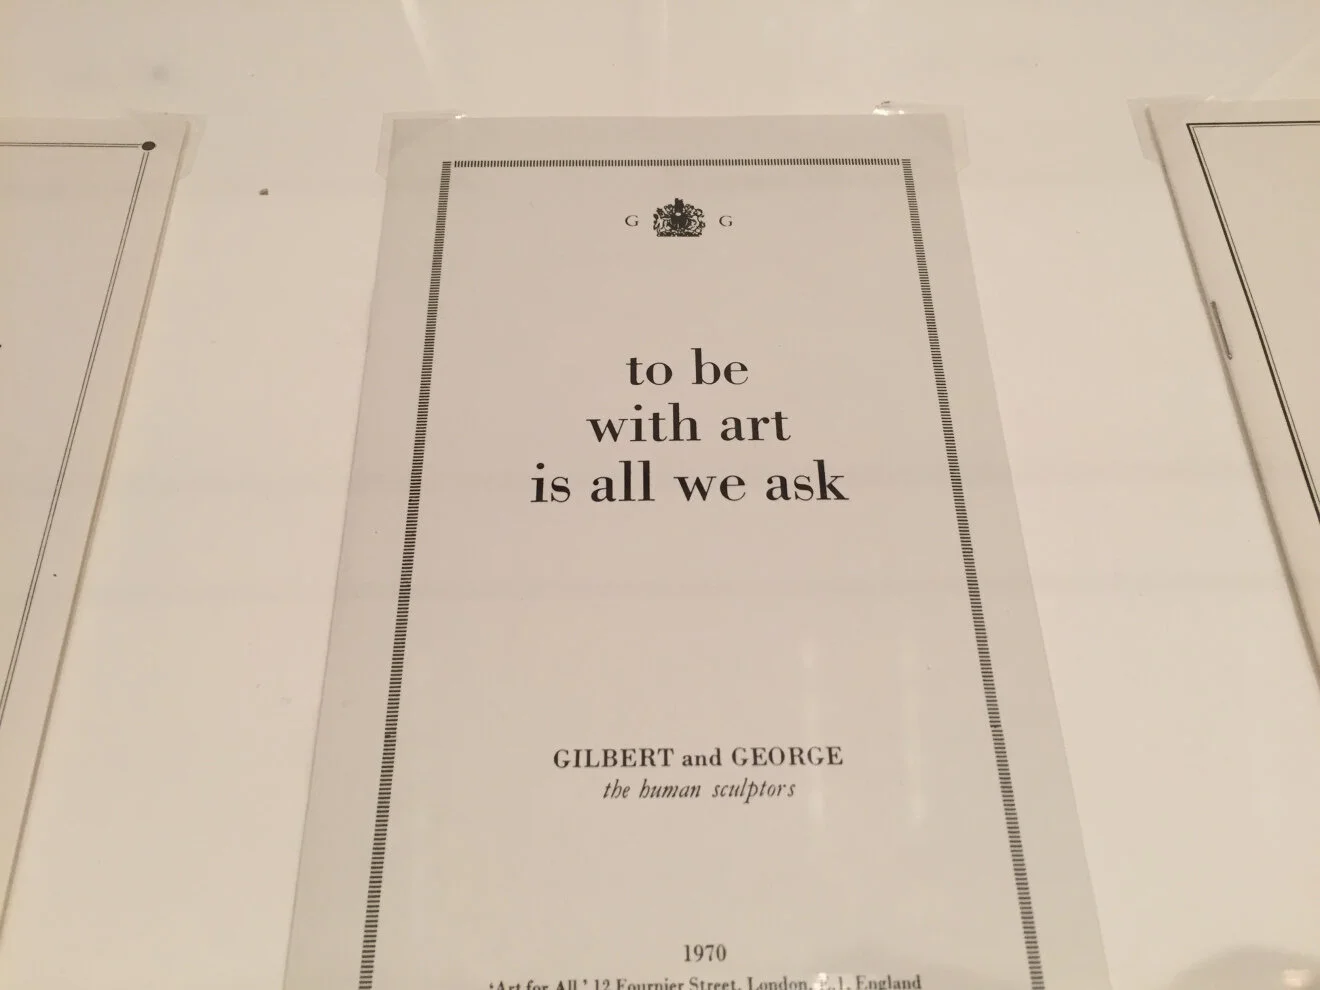 G G
to be
with art
is all we ask
GILBERT and GEORGE
the human sculptors
1970
'Art for All' 12 Fournier Street, London, E.1, England